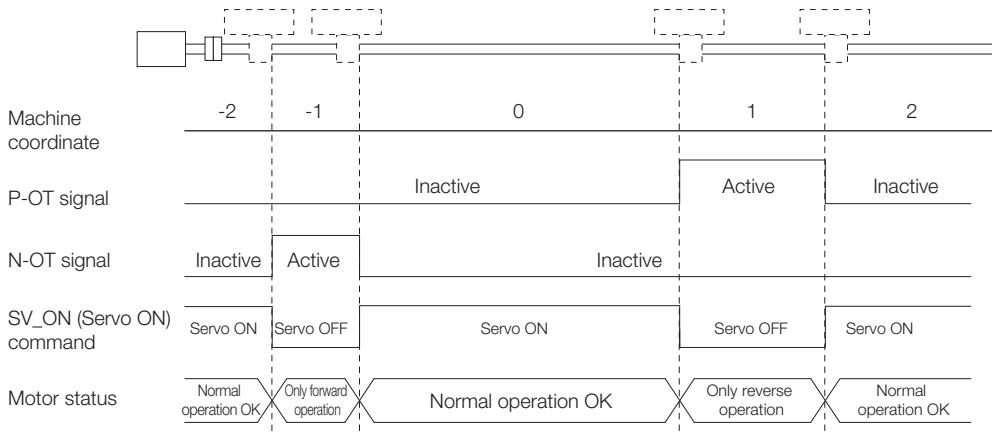 Machine
coordinate
-2 -1 0 1 2
P-OT signal
Inactive Active Inactive
N-OT signal
Inactive Active Inactive
SV_ON (Servo ON)
command
Servo ON Servo OFF Servo ON Servo OFF Servo ON
Motor status
Normal
operation OK
Only forward
operation
Normal operation OK
Only reverse
operation
Normal
operation OK